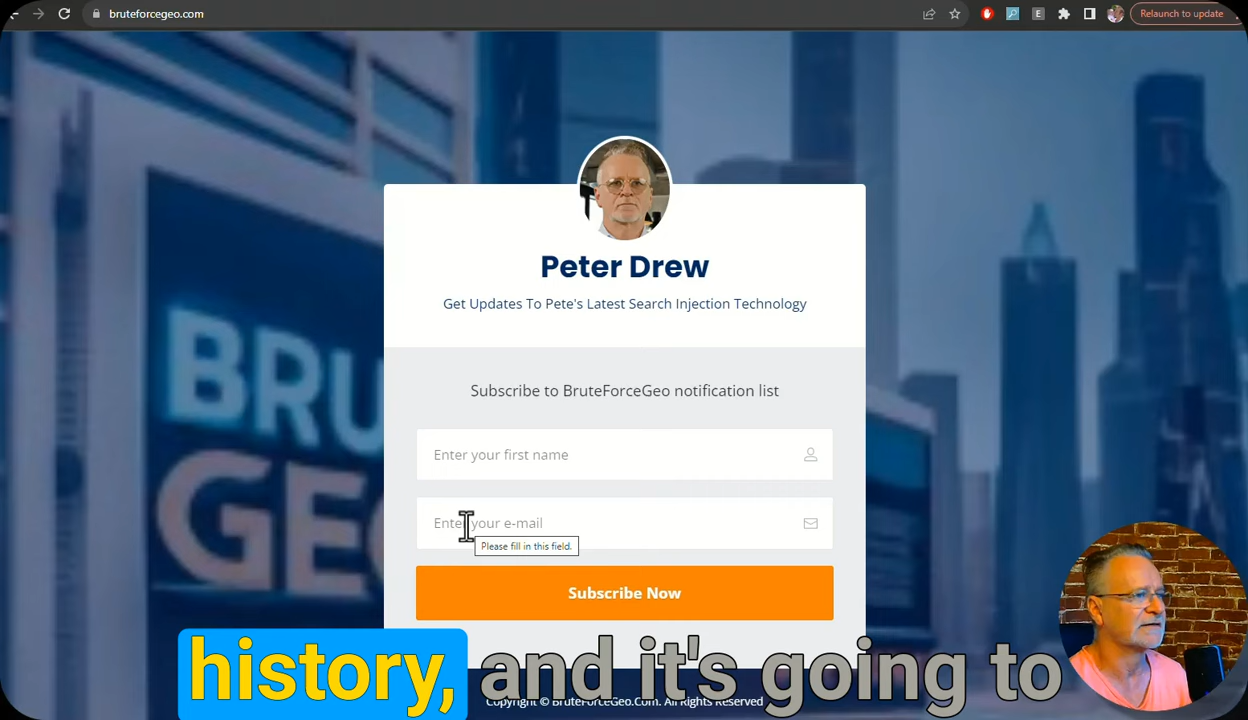 bruteforcegeo.com
Relaunch to update
BRU
GE
Peter Drew
Get Updates To Pete's Latest Search Injection Technology
Subscribe to BruteForceGeo notification list
Enter your first name
Enter your e-mail
Please fill in this field.
Subscribe Now
history, and it's going to
Copyright © BruteForceGeo.Com. All Rights Reserved